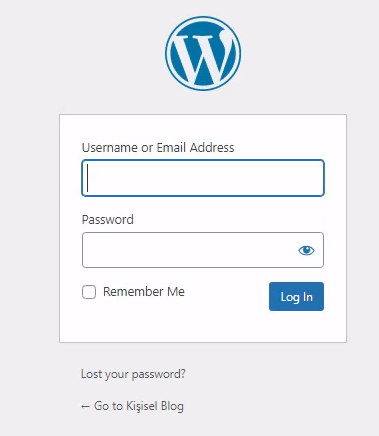 Username or Email Address
Password
Remember Me
Log In
Lost your password?
← Go to Kişisel Blog